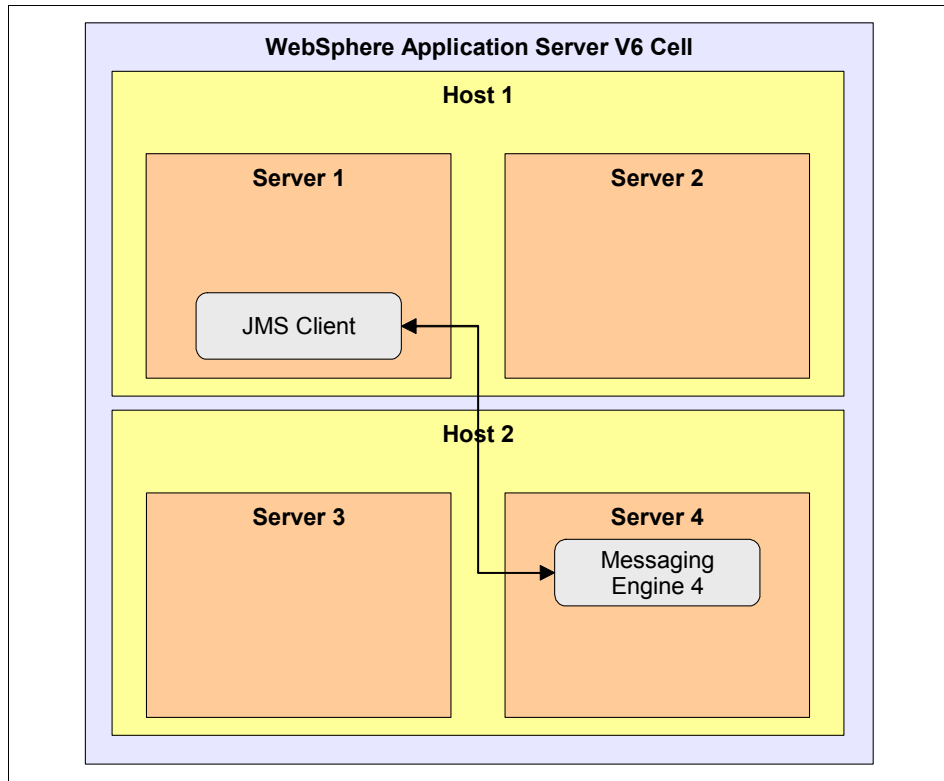 WebSphere Application Server V6 Cell
Host 1
Server 1
Server 2
JMS Client
Host 2
Server 3
Server 4
Messaging
Engine 4